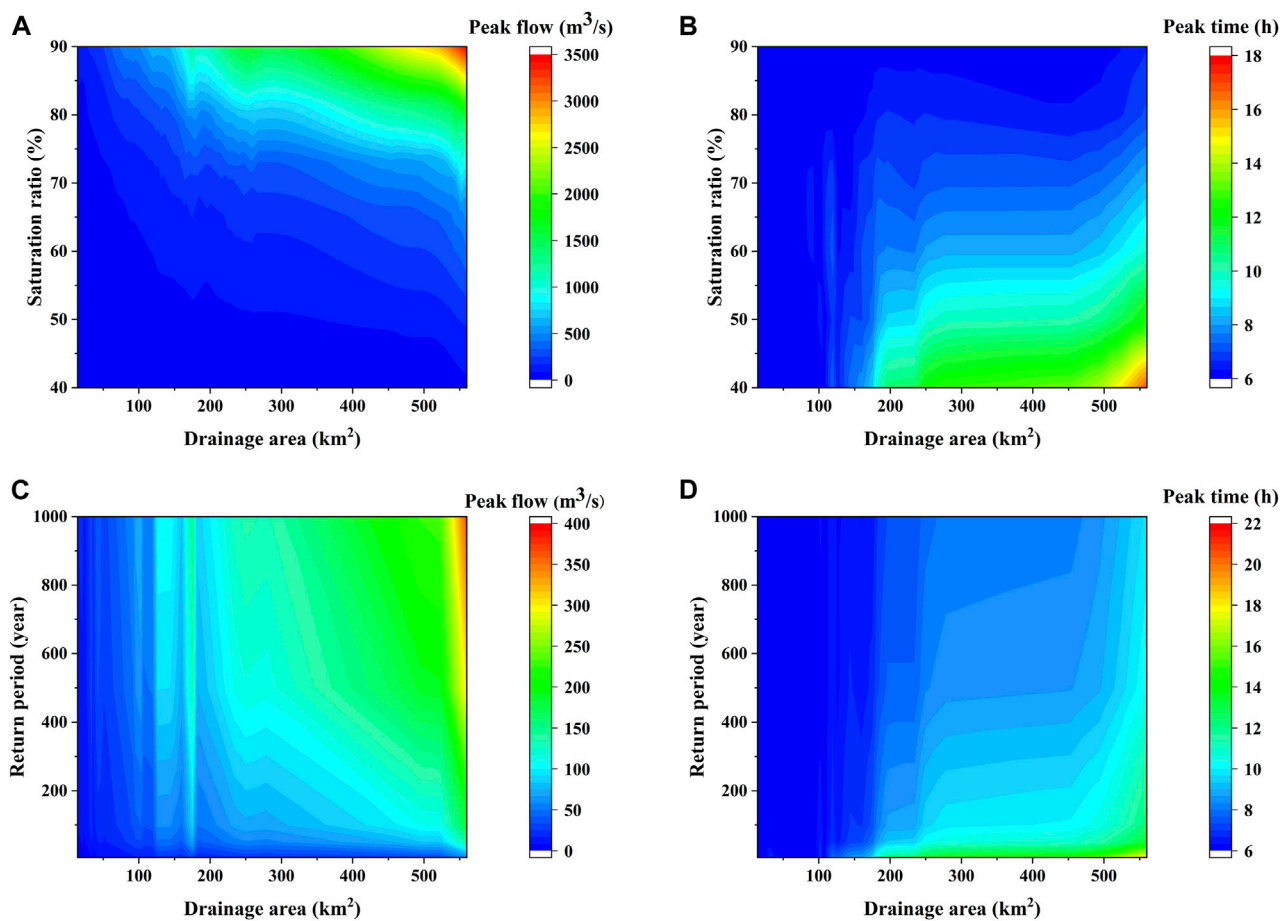 A
Peak flow (m³/s)
90
80
70
60
50
40
Saturation ratio (%)
100 200 300 400 500
Drainage area (km²)
3500
3000
2500
2000
1500
1000
500
0
B
Peak time (h)
90
80
70
60
50
40
Saturation ratio (%)
100 200 300 400 500
Drainage area (km²)
18
16
14
12
10
8
6
C
Peak flow (m³/s)
1000
800
600
400
200
Return period (year)
100 200 300 400 500
Drainage area (km²)
400
350
300
250
200
150
100
50
0
D
Peak time (h)
1000
800
600
400
200
Return period (year)
100 200 300 400 500
Drainage area (km²)
22
20
18
16
14
12
10
8
6